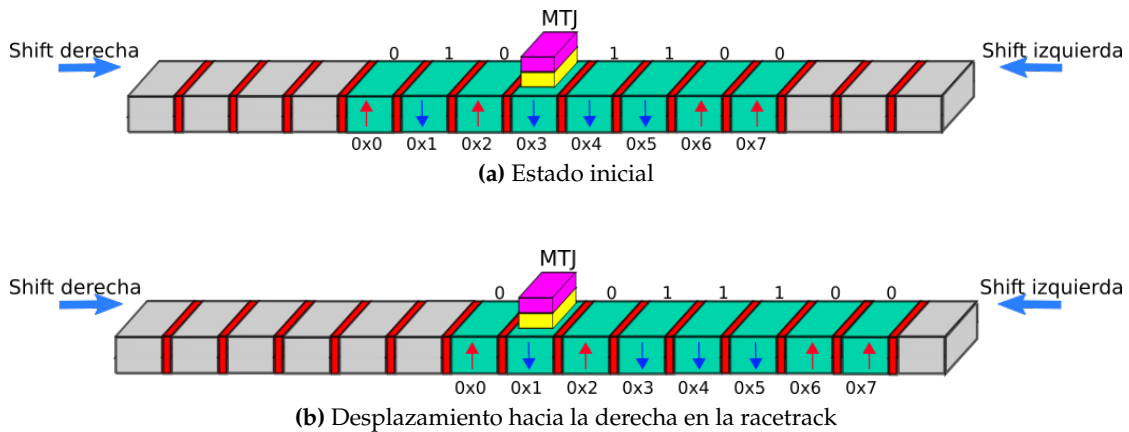 MTJ
0 1 0 1 1 0 0
Shift derecha
Shift izquierda
0x0 0x1 0x2 0x3 0x4 0x5 0x6 0x7
(a) Estado inicial
MTJ
Shift derecha
Shift izquierda
0 0 1 1 1 0 0
0x0 0x1 0x2 0x3 0x4 0x5 0x6 0x7
(b) Desplazamiento hacia la derecha en la racetrack